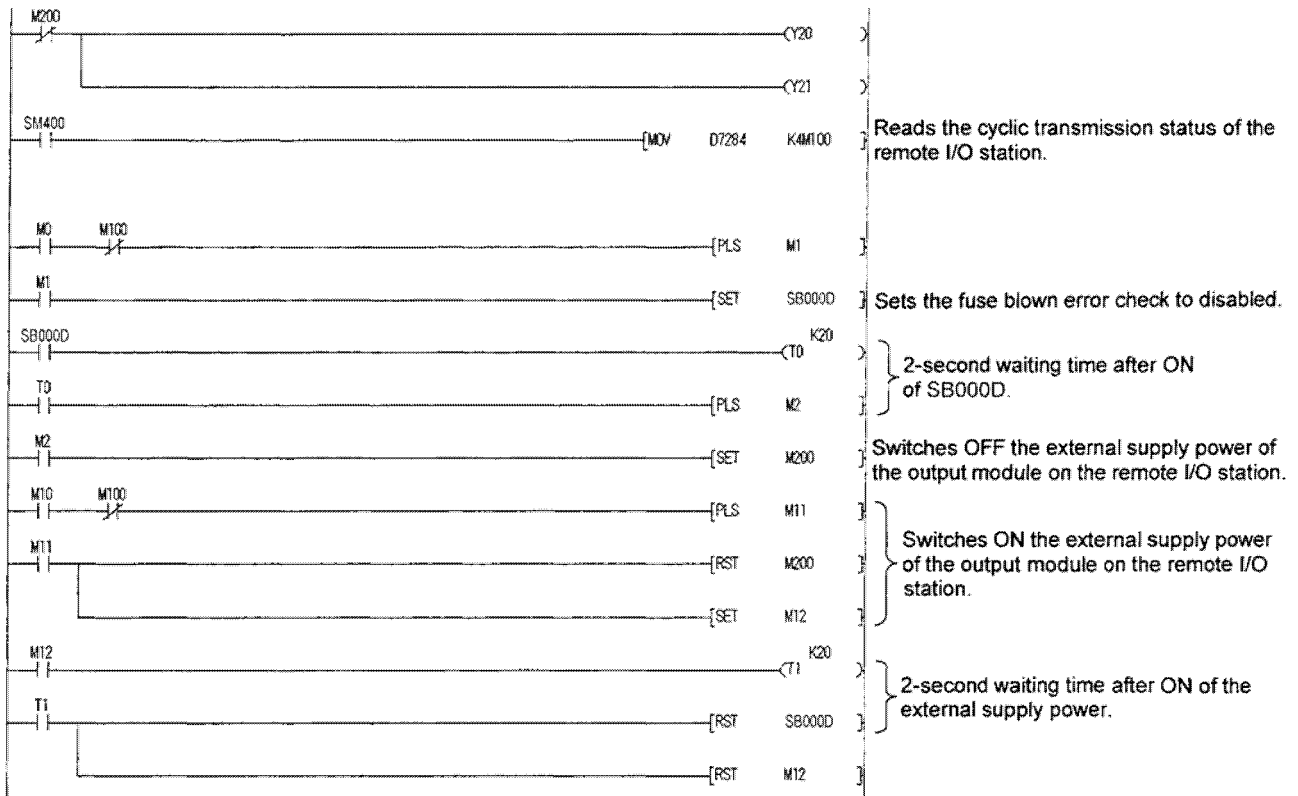 M200
(Y20 )
(Y21 )
SM400
[MOV D7284 K4M100 ]
Reads the cyclic transmission status of the
remote I/O station.
M0 M100
[PLS M1 ]
M1
[SET SB000D ]
Sets the fuse blown error check to disabled.
SB000D K20
(T0 )
2-second waiting time after ON
of SB000D.
T0
[PLS M2 ]
M2
[SET M200 ]
Switches OFF the external supply power of
the output module on the remote I/O station.
M10 M100
[PLS M11 ]
M11
[RST M200 ]
Switches ON the external supply power
of the output module on the remote I/O
station.
[SET M12 ]
M12 K20
(T1 )
2-second waiting time after ON of the
external supply power.
T1
[RST SB000D ]
[RST M12 ]